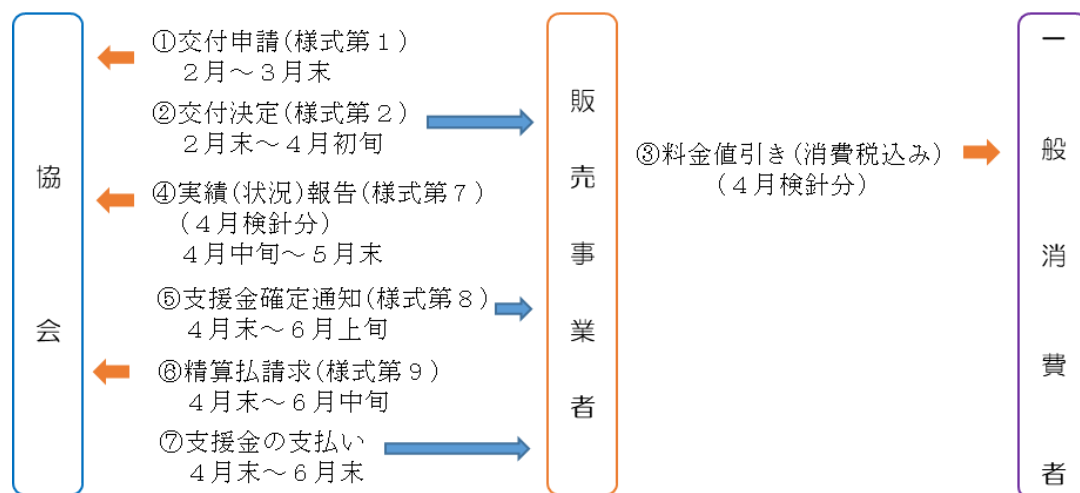 協会
①交付申請(様式第１)
２月～３月末
②交付決定(様式第２)
２月末～４月初旬
④実績(状況)報告(様式第７)
(４月検針分)
４月中旬～５月末
⑤支援金確定通知(様式第８)
４月末～６月上旬
⑥精算払請求(様式第９)
４月末～６月中旬
⑦支援金の支払い
４月末～６月末
販売事業者
③料金値引き(消費税込み)
(４月検針分)
一般消費者